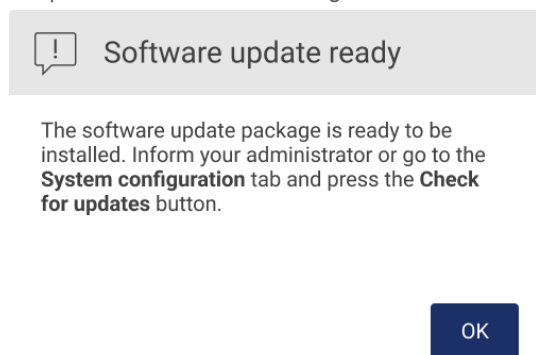 Software update ready
The software update package is ready to be
installed. Inform your administrator or go to the
System configuration tab and press the Check
for updates button.
OK